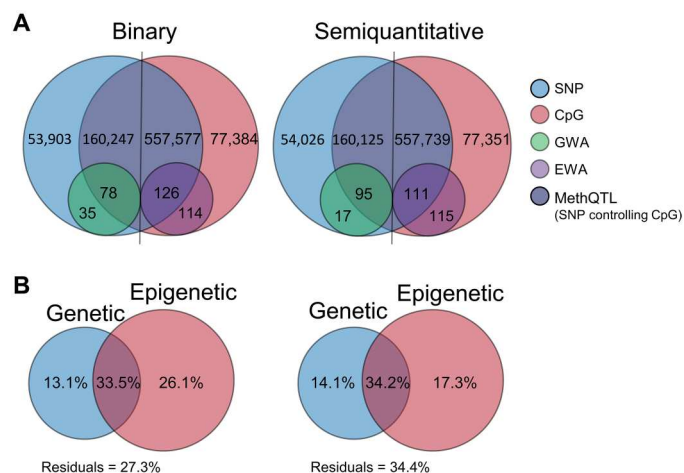 A
Binary
Semiquantitative
53,903
160,247
557,577
77,384
78
35
126
114
54,026
160,125
557,739
77,351
95
17
111
115
SNP
CpG
GWA
EWA
MethQTL
(SNP controlling CpG)
B
Genetic
Epigenetic
13.1%
33.5%
26.1%
Residuals = 27.3%
Genetic
Epigenetic
14.1%
34.2%
17.3%
Residuals = 34.4%